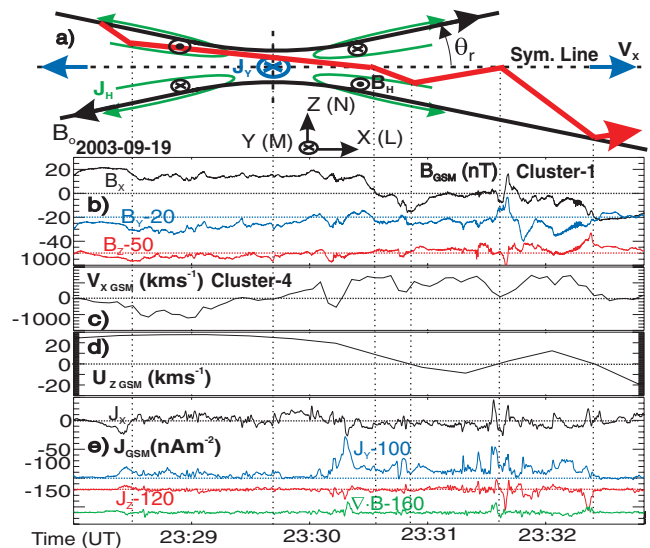 a)
θr
Sym. Line
Vx
JY
JH
BH
Bo
Z (N)
Y (M)
X (L)
2003-09-19
BGSM (nT) Cluster-1
20
0
-20
-40
BX
b)
BY-20
BZ-50
1000
0
-1000
VX GSM (kms-1) Cluster-4
c)
20
0
-20
d)
UZ GSM (kms-1)
0
-50
-100
-150
JX
e) JGSM(nAm-2)
JY-100
JZ-120
∇·B-160
Time (UT) 23:29 23:30 23:31 23:32